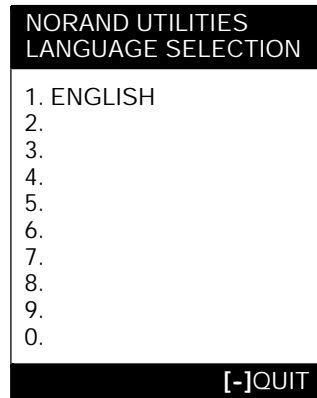 NORAND UTILITIES
LANGUAGE SELECTION
1. ENGLISH
2.
3.
4.
5.
6.
7.
8.
9.
0.
[-]QUIT